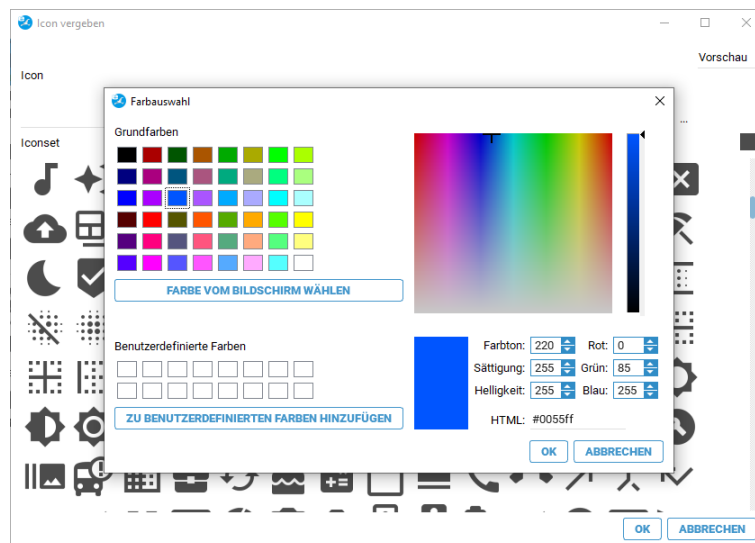 Icon vergeben
Vorschau
Icon
...
Iconset
Farbauswahl
Grundfarben
FARBE VOM BILDSCHIRM WÄHLEN
Benutzerdefinierte Farben
ZU BENUTZERDEFINIERTEN FARBEN HINZUFÜGEN
Farbton: 220 Rot: 0
Sättigung: 255 Grün: 85
Helligkeit: 255 Blau: 255
HTML: #0055ff
OK ABBRECHEN
OK ABBRECHEN